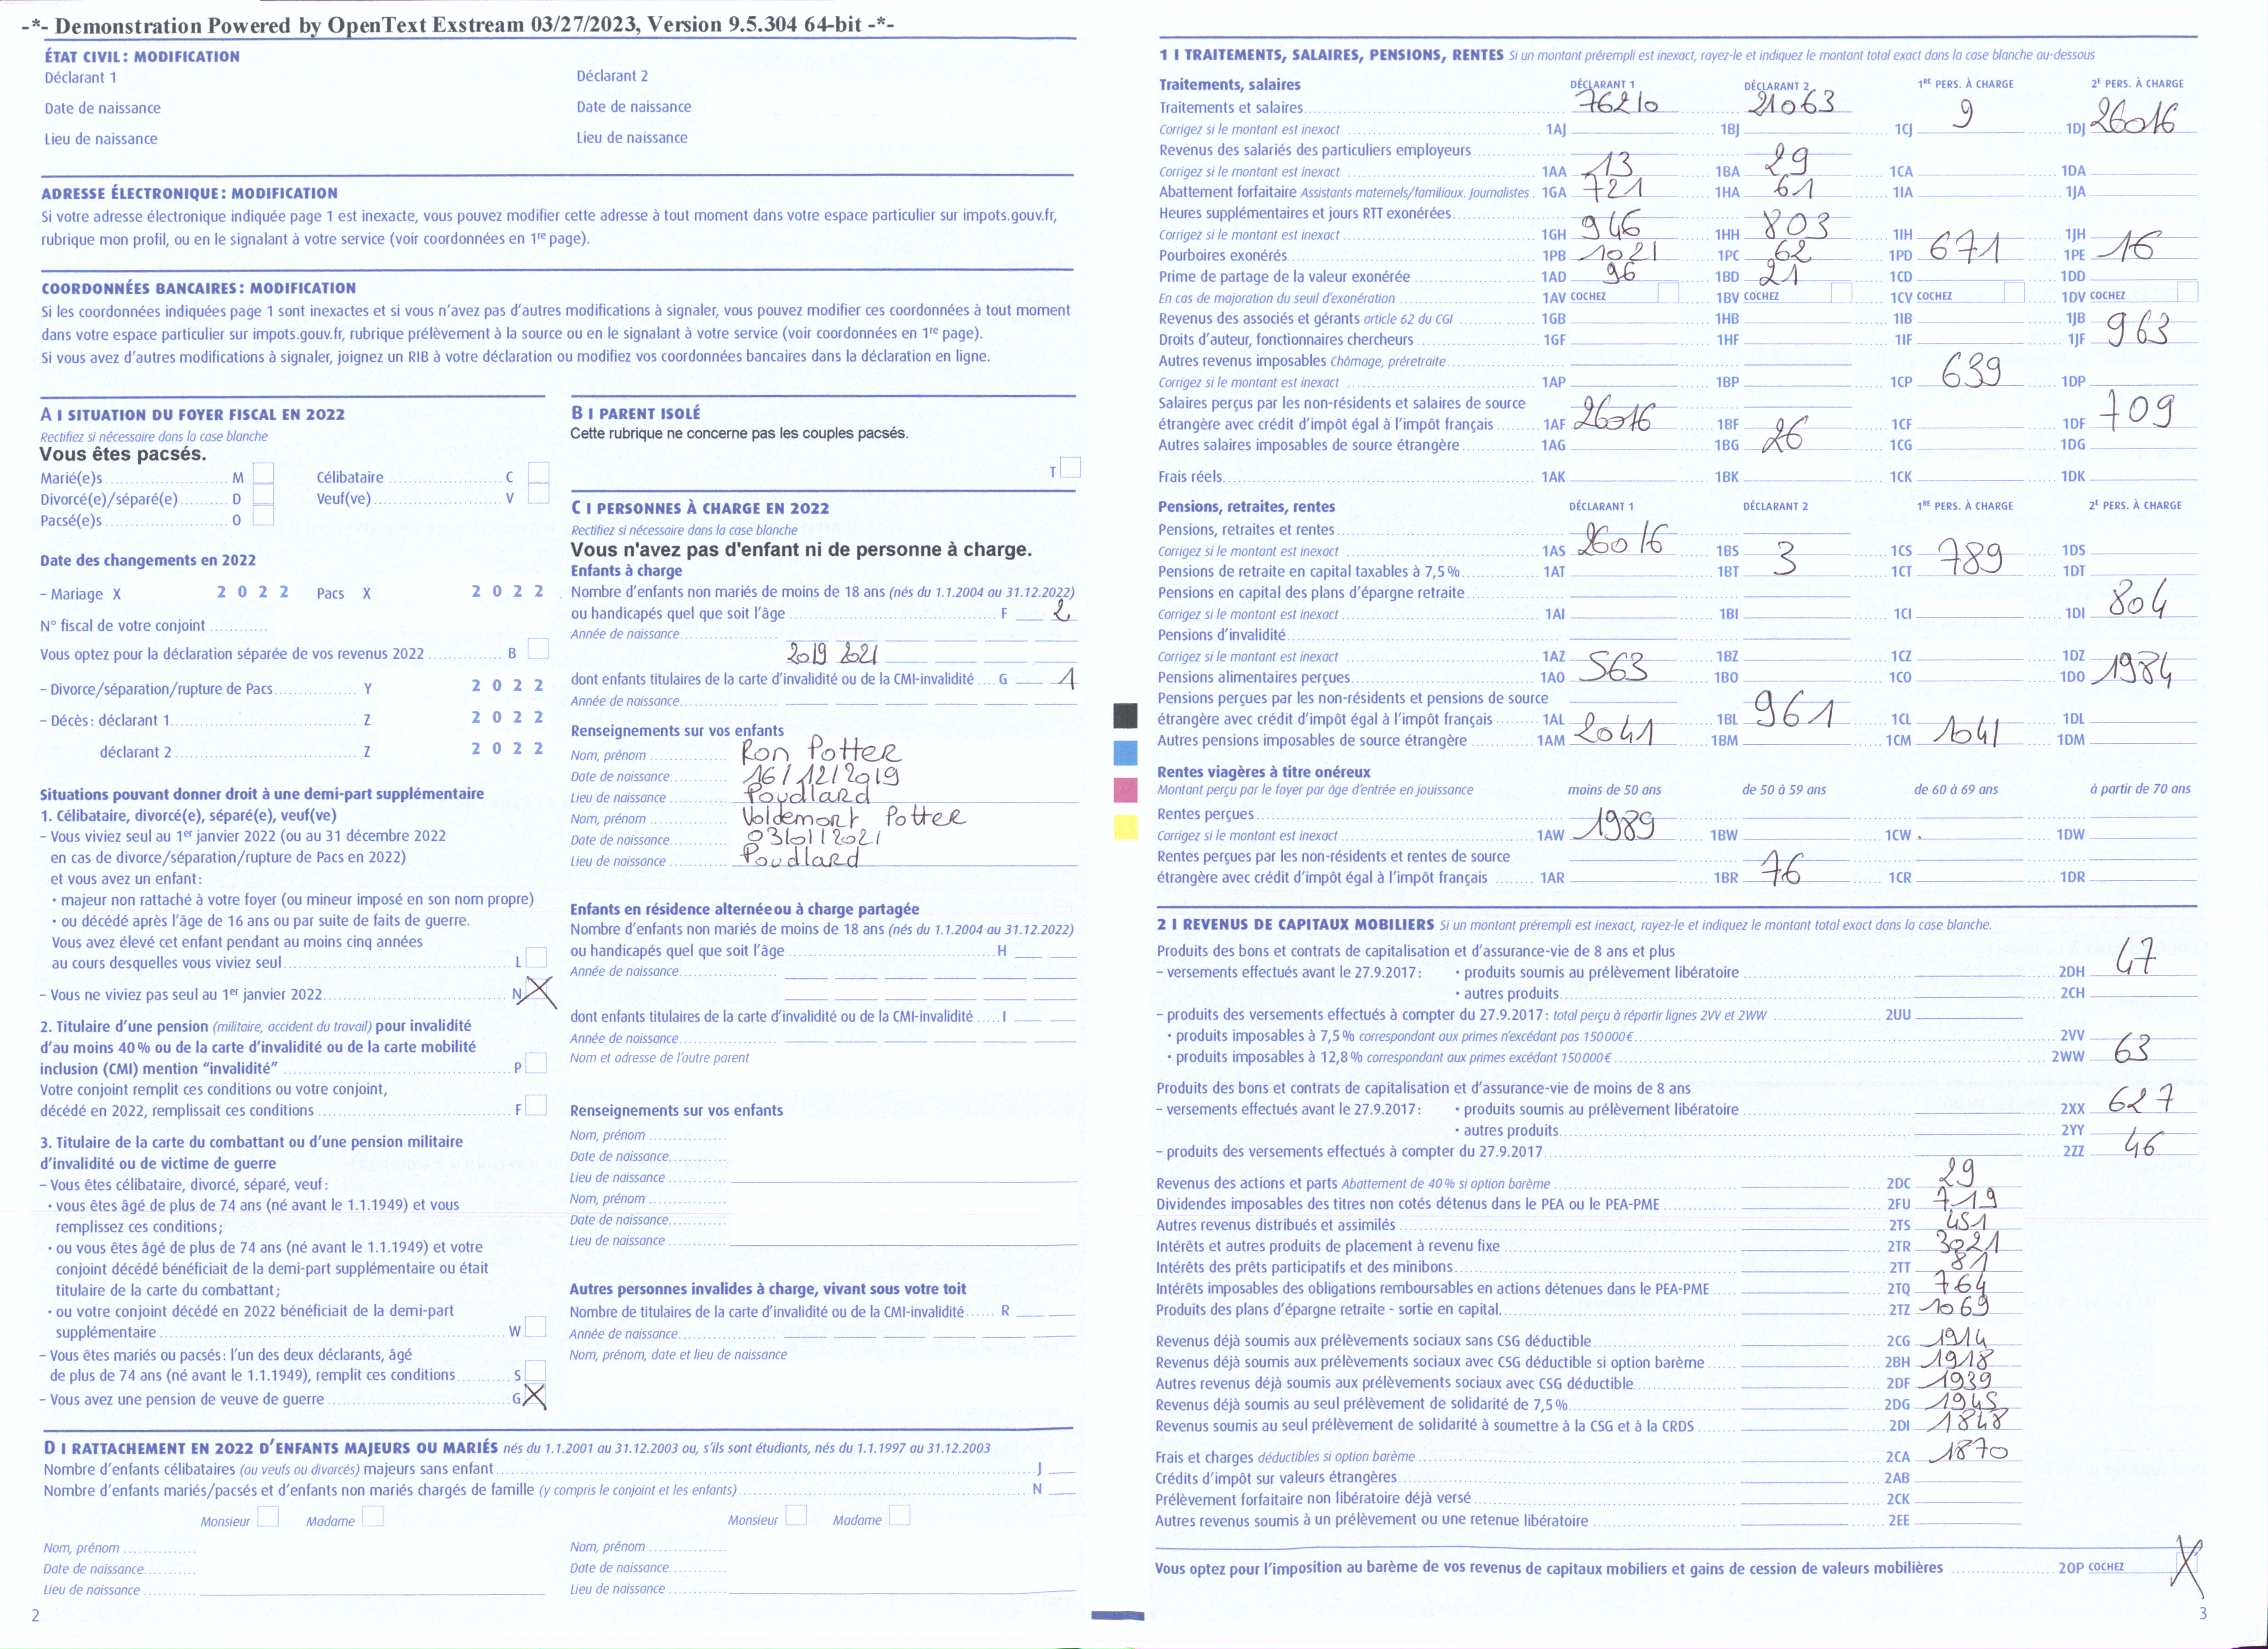 -*- Demonstration Powered by OpenText Exstream 03/27/2023, Version 9.5.304 64-bit -*-
ÉTAT CIVIL: MODIFICATION
Déclarant 1 Déclarant 2
Date de naissance Date de naissance
Lieu de naissance Lieu de naissance
ADRESSE ÉLECTRONIQUE: MODIFICATION
Si votre adresse électronique indiquée page 1 est inexacte, vous pouvez modifier cette adresse à tout moment dans votre espace particulier sur impots.gouv.fr,
rubrique mon profil, ou en le signalant à votre service (voir coordonnées en 1re page).
COORDONNÉES BANCAIRES: MODIFICATION
Si les coordonnées indiquées page 1 sont inexactes et si vous n'avez pas d'autres modifications à signaler, vous pouvez modifier ces coordonnées à tout moment
dans votre espace particulier sur impots.gouv.fr, rubrique prélèvement à la source ou en le signalant à votre service (voir coordonnées en 1re page).
Si vous avez d'autres modifications à signaler, joignez un RIB à votre déclaration ou modifiez vos coordonnées bancaires dans la déclaration en ligne.
A I SITUATION DU FOYER FISCAL EN 2022
Rectifiez si nécessaire dans la case blanche
Vous êtes pacsés.
Marié(e)s M Célibataire C
Divorcé(e)/séparé(e) D Veuf(ve) V
Pacsé(e)s O
Date des changements en 2022
– Mariage X 2 0 2 2 Pacs X 2 0 2 2
N° fiscal de votre conjoint
Vous optez pour la déclaration séparée de vos revenus 2022 B
– Divorce/séparation/rupture de Pacs Y 2 0 2 2
– Décès: déclarant 1 Z 2 0 2 2
déclarant 2 Z 2 0 2 2
Situations pouvant donner droit à une demi-part supplémentaire
1. Célibataire, divorcé(e), séparé(e), veuf(ve)
– Vous viviez seul au 1er janvier 2022 (ou au 31 décembre 2022
en cas de divorce/séparation/rupture de Pacs en 2022)
et vous avez un enfant:
• majeur non rattaché à votre foyer (ou mineur imposé en son nom propre)
• ou décédé après l'âge de 16 ans ou par suite de faits de guerre.
Vous avez élevé cet enfant pendant au moins cinq années
au cours desquelles vous viviez seul L
– Vous ne viviez pas seul au 1er janvier 2022 N X
2. Titulaire d'une pension (militaire, accident du travail) pour invalidité
d'au moins 40% ou de la carte d'invalidité ou de la carte mobilité
inclusion (CMI) mention "invalidité" P
Votre conjoint remplit ces conditions ou votre conjoint,
décédé en 2022, remplissait ces conditions F
3. Titulaire de la carte du combattant ou d'une pension militaire
d'invalidité ou de victime de guerre
– Vous êtes célibataire, divorcé, séparé, veuf:
• vous êtes âgé de plus de 74 ans (né avant le 1.1.1949) et vous
remplissez ces conditions;
• ou vous êtes âgé de plus de 74 ans (né avant le 1.1.1949) et votre
conjoint décédé bénéficiait de la demi-part supplémentaire ou était
titulaire de la carte du combattant;
• ou votre conjoint décédé en 2022 bénéficiait de la demi-part
supplémentaire W
– Vous êtes mariés ou pacsés: l'un des deux déclarants, âgé
de plus de 74 ans (né avant le 1.1.1949), remplit ces conditions S
– Vous avez une pension de veuve de guerre G X
B I PARENT ISOLÉ
Cette rubrique ne concerne pas les couples pacsés.
T
C I PERSONNES À CHARGE EN 2022
Rectifiez si nécessaire dans la case blanche
Vous n'avez pas d'enfant ni de personne à charge.
Enfants à charge
Nombre d'enfants non mariés de moins de 18 ans (nés du 1.1.2004 au 31.12.2022)
ou handicapés quel que soit l'âge F 2
Année de naissance
2019 2021
dont enfants titulaires de la carte d'invalidité ou de la CMI-invalidité G 1
Année de naissance
Renseignements sur vos enfants
Nom, prénom Ron Potter
Date de naissance 16/12/2019
Lieu de naissance Poudlard
Nom, prénom Voldemort Potter
Date de naissance 03/01/2021
Lieu de naissance Poudlard
Enfants en résidence alternée ou à charge partagée
Nombre d'enfants non mariés de moins de 18 ans (nés du 1.1.2004 au 31.12.2022)
ou handicapés quel que soit l'âge H
Année de naissance
dont enfants titulaires de la carte d'invalidité ou de la CMI-invalidité I
Année de naissance
Nom et adresse de l'autre parent
Renseignements sur vos enfants
Nom, prénom
Date de naissance
Lieu de naissance
Nom, prénom
Date de naissance
Lieu de naissance
Autres personnes invalides à charge, vivant sous votre toit
Nombre de titulaires de la carte d'invalidité ou de la CMI-invalidité R
Année de naissance
Nom, prénom, date et lieu de naissance
D I RATTACHEMENT EN 2022 D'ENFANTS MAJEURS OU MARIÉS nés du 1.1.2001 au 31.12.2003 ou, s'ils sont étudiants, nés du 1.1.1997 au 31.12.2003
Nombre d'enfants célibataires (ou veufs ou divorcés) majeurs sans enfant J
Nombre d'enfants mariés/pacsés et d'enfants non mariés chargés de famille (y compris le conjoint et les enfants) N
Monsieur Madame Monsieur Madame
Nom, prénom Nom, prénom
Date de naissance Date de naissance
Lieu de naissance Lieu de naissance
2
1 I TRAITEMENTS, SALAIRES, PENSIONS, RENTES Si un montant prérempli est inexact, rayez-le et indiquez le montant total exact dans la case blanche au-dessous
Traitements, salaires DÉCLARANT 1 DÉCLARANT 2 1RE PERS. À CHARGE 2E PERS. À CHARGE
Traitements et salaires 76210 21063 9 26016
Corrigez si le montant est inexact 1AJ 1BJ 1CJ 1DJ
Revenus des salariés des particuliers employeurs
Corrigez si le montant est inexact 1AA 13 1BA 29 1CA 1DA
Abattement forfaitaire Assistants maternels/familiaux. Journalistes 1GA 721 1HA 61 1IA 1JA
Heures supplémentaires et jours RTT exonérées
Corrigez si le montant est inexact 1GH 946 1HH 803 1IH 1JH
Pourboires exonérés 1PB 1021 1PC 62 1PD 671 1PE 16
Prime de partage de la valeur exonérée 1AD 96 1BD 21 1CD 1DD
En cas de majoration du seuil d'exonération 1AV COCHEZ 1BV COCHEZ 1CV COCHEZ 1DV COCHEZ
Revenus des associés et gérants article 62 du CGI 1GB 1HB 1IB 1JB
Droits d'auteur, fonctionnaires chercheurs 1GF 1HF 1IF 1JF 963
Autres revenus imposables Chômage, préretraite
Corrigez si le montant est inexact 1AP 1BP 1CP 639 1DP
Salaires perçus par les non-résidents et salaires de source
étrangère avec crédit d'impôt égal à l'impôt français 1AF 26016 1BF 1CF 1DF 709
Autres salaires imposables de source étrangère 1AG 1BG 26 1CG 1DG
Frais réels 1AK 1BK 1CK 1DK
Pensions, retraites, rentes DÉCLARANT 1 DÉCLARANT 2 1RE PERS. À CHARGE 2E PERS. À CHARGE
Pensions, retraites et rentes
Corrigez si le montant est inexact 1AS 26016 1BS 1CS 789 1DS
Pensions de retraite en capital taxables à 7,5% 1AT 1BT 3 1CT 1DT
Pensions en capital des plans d'épargne retraite
Corrigez si le montant est inexact 1AI 1BI 1CI 1DI 804
Pensions d'invalidité
Corrigez si le montant est inexact 1AZ 1BZ 1CZ 1DZ
Pensions alimentaires perçues 1AO 563 1BO 1CO 1DO 1984
Pensions perçues par les non-résidents et pensions de source
étrangère avec crédit d'impôt égal à l'impôt français 1AL 1BL 961 1CL 1DL
Autres pensions imposables de source étrangère 1AM 2041 1BM 1CM 1041 1DM
Rentes viagères à titre onéreux
Montant perçu par le foyer par âge d'entrée en jouissance moins de 50 ans de 50 à 59 ans de 60 à 69 ans à partir de 70 ans
Rentes perçues
Corrigez si le montant est inexact 1AW 1989 1BW 1CW 1DW
Rentes perçues par les non-résidents et rentes de source
étrangère avec crédit d'impôt égal à l'impôt français 1AR 1BR 76 1CR 1DR
2 I REVENUS DE CAPITAUX MOBILIERS Si un montant prérempli est inexact, rayez-le et indiquez le montant total exact dans la case blanche.
Produits des bons et contrats de capitalisation et d'assurance-vie de 8 ans et plus
– versements effectués avant le 27.9.2017: • produits soumis au prélèvement libératoire 2DH 47
• autres produits 2CH
– produits des versements effectués à compter du 27.9.2017: total perçu à répartir lignes 2VV et 2WW 2UU
• produits imposables à 7,5% correspondant aux primes n'excédant pas 150000€ 2VV
• produits imposables à 12,8% correspondant aux primes excédant 150000€ 2WW 63
Produits des bons et contrats de capitalisation et d'assurance-vie de moins de 8 ans
– versements effectués avant le 27.9.2017: • produits soumis au prélèvement libératoire 2XX 627
• autres produits 2YY
– produits des versements effectués à compter du 27.9.2017 2ZZ 46
Revenus des actions et parts Abattement de 40% si option barème 2DC 29
Dividendes imposables des titres non cotés détenus dans le PEA ou le PEA-PME 2FU 719
Autres revenus distribués et assimilés 2TS 451
Intérêts et autres produits de placement à revenu fixe 2TR 3021
Intérêts des prêts participatifs et des minibons 2TT 81
Intérêts imposables des obligations remboursables en actions détenues dans le PEA-PME 2TQ 764
Produits des plans d'épargne retraite - sortie en capital 2TZ 1069
Revenus déjà soumis aux prélèvements sociaux sans CSG déductible 2CG 1914
Revenus déjà soumis aux prélèvements sociaux avec CSG déductible si option barème 2BH 1918
Autres revenus déjà soumis aux prélèvements sociaux avec CSG déductible 2DF 1939
Revenus déjà soumis au seul prélèvement de solidarité de 7,5% 2DG 1945
Revenus soumis au seul prélèvement de solidarité à soumettre à la CSG et à la CRDS 2DI 1848
Frais et charges déductibles si option barème 2CA 1870
Crédits d'impôt sur valeurs étrangères 2AB
Prélèvement forfaitaire non libératoire déjà versé 2CK
Autres revenus soumis à un prélèvement ou une retenue libératoire 2EE
Vous optez pour l'imposition au barème de vos revenus de capitaux mobiliers et gains de cession de valeurs mobilières 2OP COCHEZ X
3